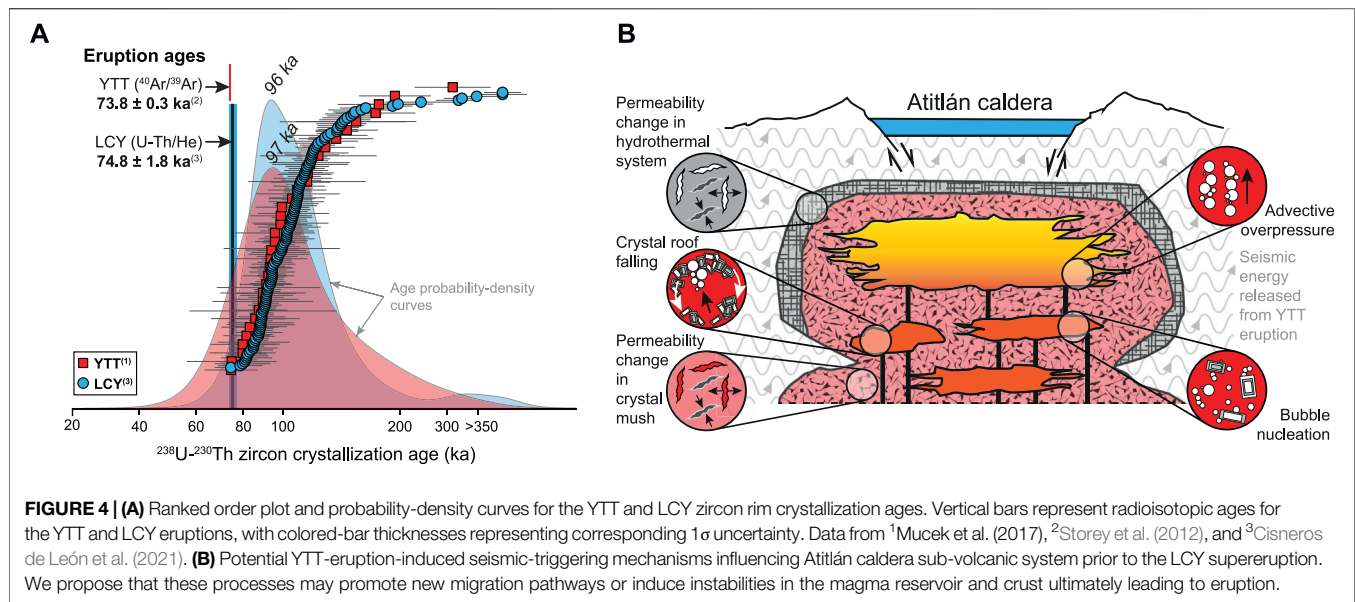 A
Eruption ages
YTT (⁴⁰Ar/³⁹Ar)
73.8 ± 0.3 ka⁽²⁾
LCY (U-Th/He)
74.8 ± 1.8 ka⁽³⁾
96 ka
97 ka
Age probability-density
curves
YTT⁽¹⁾
LCY⁽³⁾
20 40 60 80 100 200 300 >350
²³⁸U-²³⁰Th zircon crystallization age (ka)
B
Atitlán caldera
Permeability
change in
hydrothermal
system
Crystal roof
falling
Permeability
change
in
crystal
mush
Advective
overpressure
Seismic
energy
released
from YTT
eruption
Bubble
nucleation
FIGURE 4 | (A) Ranked order plot and probability-density curves for the YTT and LCY zircon rim crystallization ages. Vertical bars represent radioisotopic ages for
the YTT and LCY eruptions, with colored-bar thicknesses representing corresponding 1σ uncertainty. Data from ¹Mucek et al. (2017), ²Storey et al. (2012), and ³Cisneros
de León et al. (2021). (B) Potential YTT-eruption-induced seismic-triggering mechanisms influencing Atitlán caldera sub-volcanic system prior to the LCY supereruption.
We propose that these processes may promote new migration pathways or induce instabilities in the magma reservoir and crust ultimately leading to eruption.